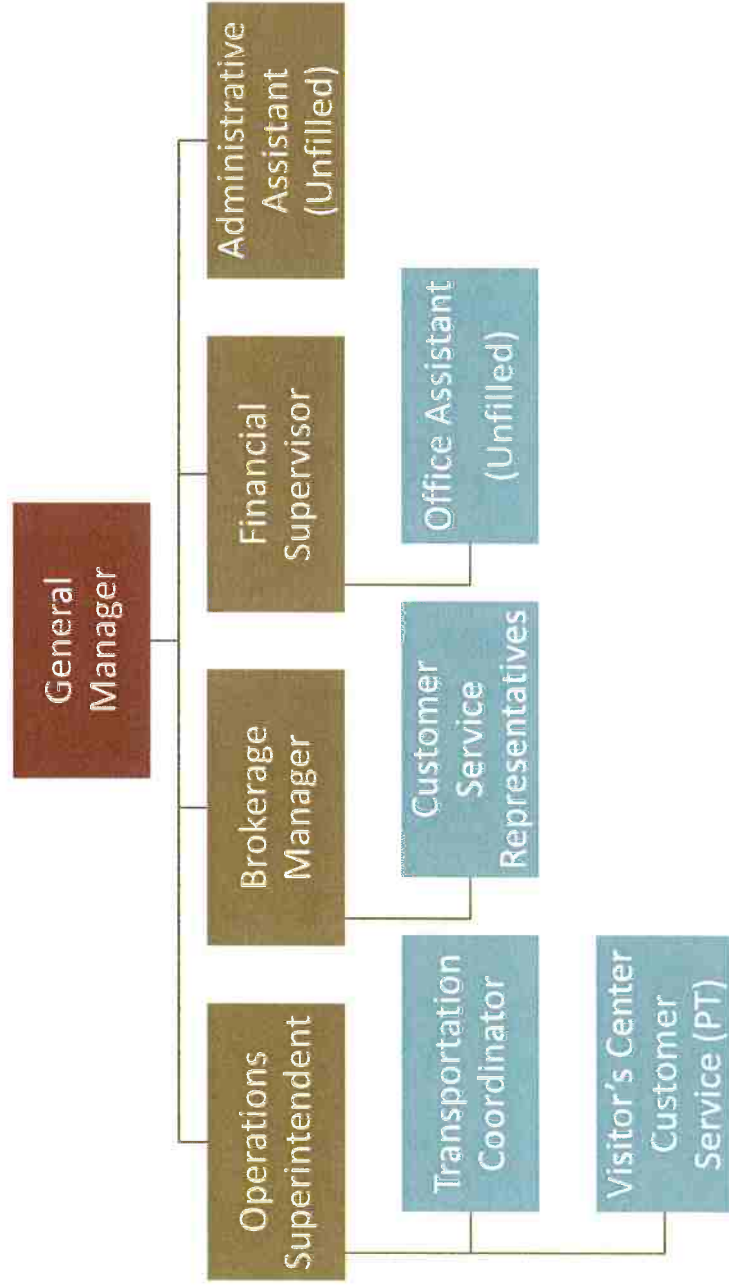 General
Manager
Operations
Superintendent
Brokerage
Manager
Financial
Supervisor
Administrative
Assistant
(Unfilled)
Transportation
Coordinator
Customer
Service
Representatives
Office Assistant
(Unfilled)
Visitor's Center
Customer
Service (PT)